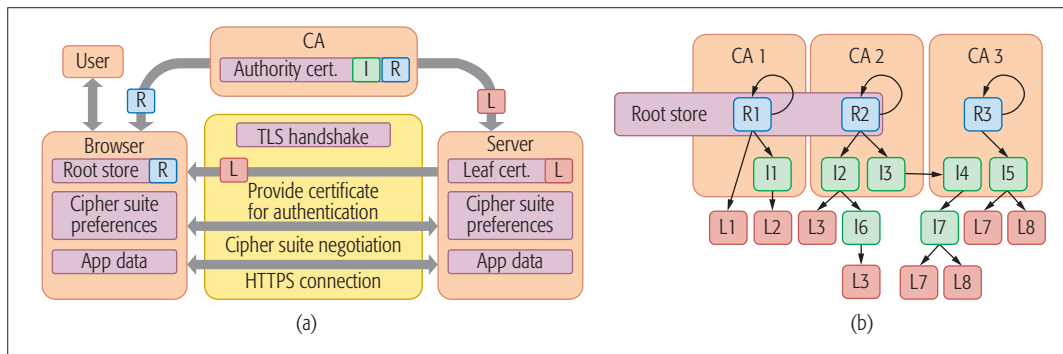 CA
User
Authority cert.
I
R
R
L
Browser
Root store
R
Cipher suite
preferences
App data
TLS handshake
L
Provide certificate
for authentication
Cipher suite negotiation
HTTPS connection
Server
Leaf cert.
L
Cipher suite
preferences
App data
(a)
CA 1
CA 2
CA 3
Root store
R1
R2
R3
I1
I2
I3
I4
I5
L1
L2
L3
I6
I7
L7
L8
L3
L7
L8
(b)